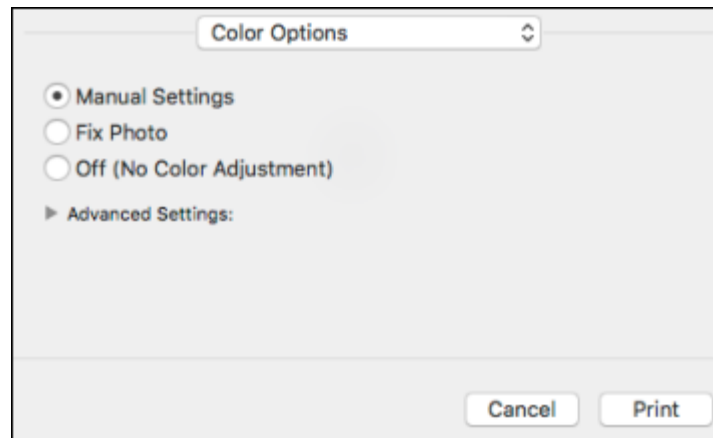 Color Options
Manual Settings
Fix Photo
Off (No Color Adjustment)
Advanced Settings:
Cancel Print